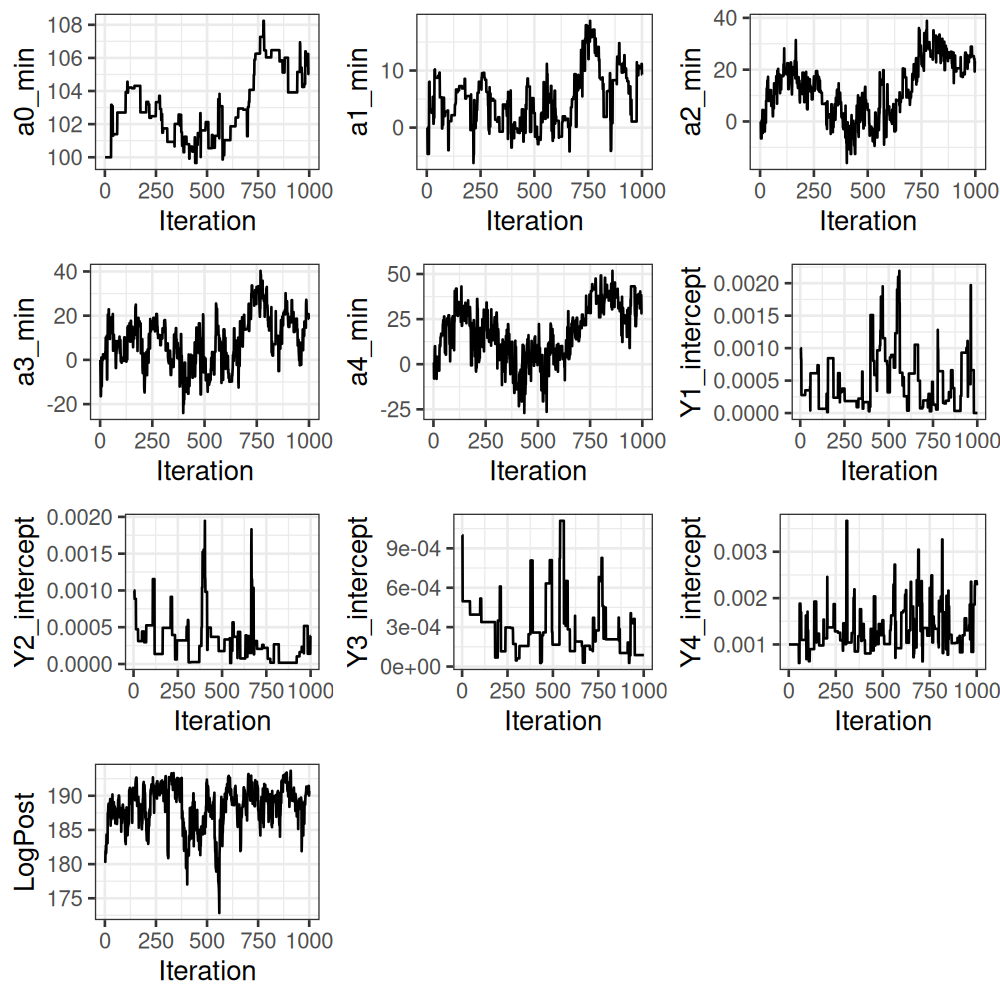 a0_min
108
106
104
102
100
0 250 500 750 1000
Iteration
a1_min
10
0
0 250 500 750 1000
Iteration
a2_min
40
20
0
0 250 500 750 1000
Iteration
a3_min
40
20
0
-20
0 250 500 750 1000
Iteration
a4_min
50
25
0
-25
0 250 500 750 1000
Iteration
Y1_intercept
0.0020
0.0015
0.0010
0.0005
0.0000
0 250 500 750 1000
Iteration
Y2_intercept
0.0020
0.0015
0.0010
0.0005
0.0000
0 250 500 750 1000
Iteration
Y3_intercept
9e-04
6e-04
3e-04
0e+00
0 250 500 750 1000
Iteration
Y4_intercept
0.003
0.002
0.001
0 250 500 750 1000
Iteration
LogPost
190
185
180
175
0 250 500 750 1000
Iteration